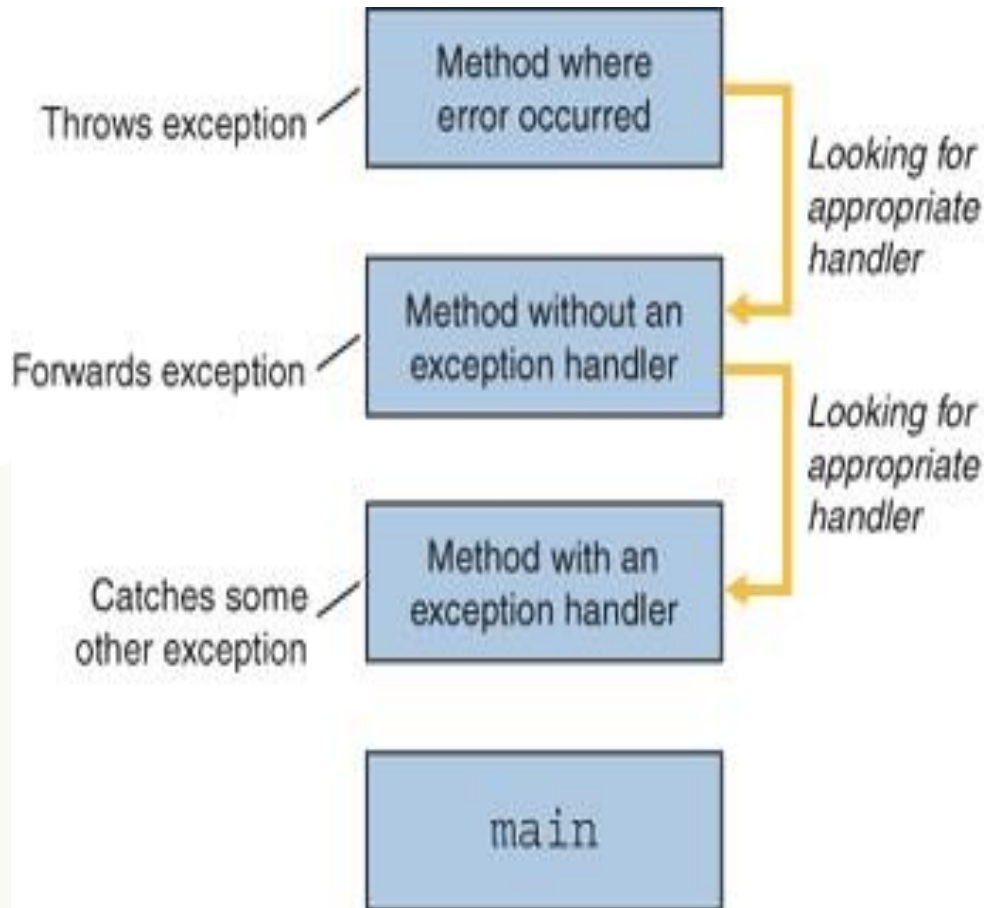 Method where
error occurred
Throws exception
Looking for
appropriate
handler
Method without an
exception handler
Forwards exception
Looking for
appropriate
handler
Method with an
exception handler
Catches some
other exception
main